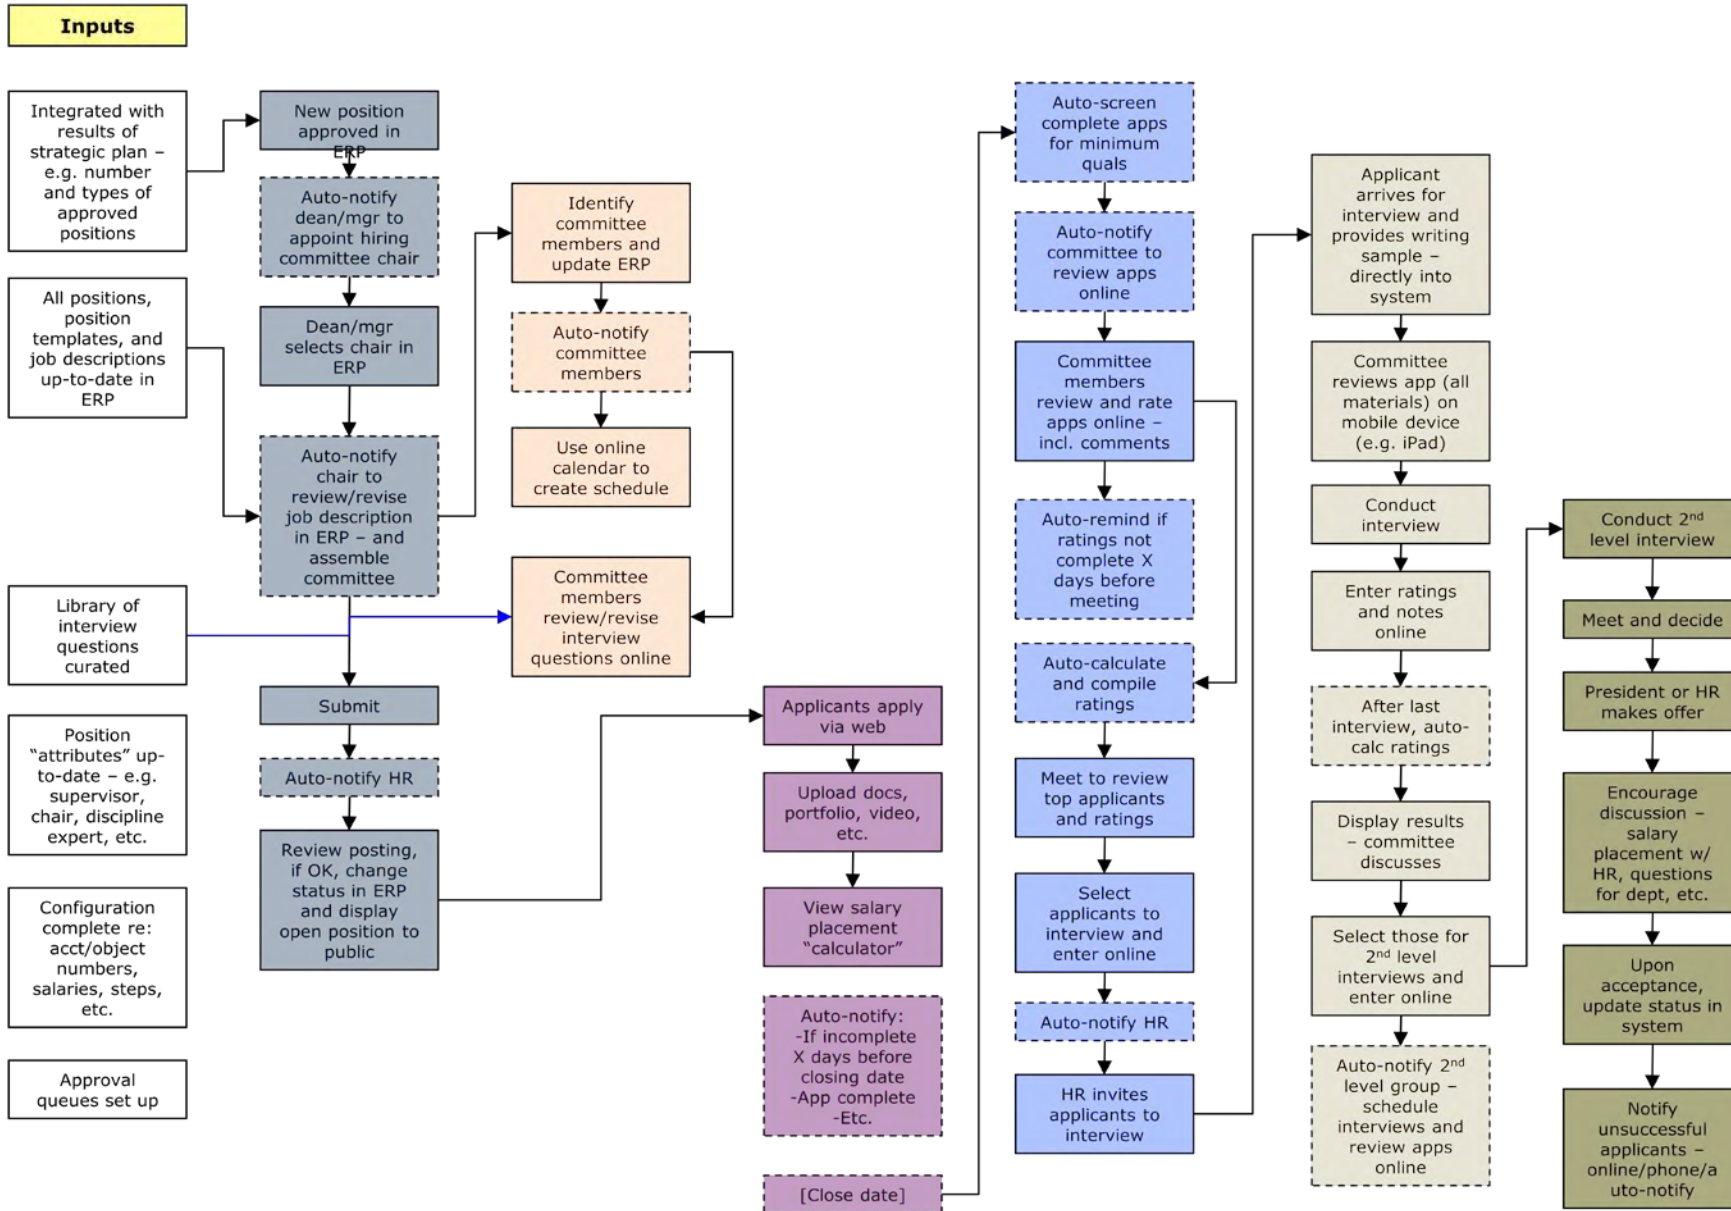 Inputs
Integrated with
results of
strategic plan –
e.g. number
and types of
approved
positions
All positions,
position
templates, and
job descriptions
up-to-date in
ERP
Library of
interview
questions
curated
Position
“attributes” up-
to-date – e.g.
supervisor,
chair, discipline
expert, etc.
Configuration
complete re:
acct/object
numbers,
salaries, steps,
etc.
Approval
queues set up
New position
approved in
ERP
Auto-notify
dean/mgr to
appoint hiring
committee chair
Dean/mgr
selects chair in
ERP
Auto-notify
chair to
review/revise
job description
in ERP – and
assemble
committee
Submit
Auto-notify HR
Review posting,
if OK, change
status in ERP
and display
open position to
public
Identify
committee
members and
update ERP
Auto-notify
committee
members
Use online
calendar to
create schedule
Committee
members
review/revise
interview
questions online
Applicants apply
via web
Upload docs,
portfolio, video,
etc.
View salary
placement
“calculator”
Auto-notify:
-If incomplete
X days before
closing date
-App complete
-Etc.
[Close date]
Auto-screen
complete apps
for minimum
quals
Auto-notify
committee to
review apps
online
Committee
members
review and rate
apps online –
incl. comments
Auto-remind if
ratings not
complete X
days before
meeting
Auto-calculate
and compile
ratings
Meet to review
top applicants
and ratings
Select
applicants to
interview and
enter online
Auto-notify HR
HR invites
applicants to
interview
Applicant
arrives for
interview and
provides writing
sample –
directly into
system
Committee
reviews app (all
materials) on
mobile device
(e.g. iPad)
Conduct
interview
Enter ratings
and notes
online
After last
interview, auto-
calc ratings
Display results
– committee
discusses
Select those for
2nd level
interviews and
enter online
Auto-notify 2nd
level group –
schedule
interviews and
review apps
online
Conduct 2nd
level interview
Meet and decide
President or HR
makes offer
Encourage
discussion –
salary
placement w/
HR, questions
for dept, etc.
Upon
acceptance,
update status in
system
Notify
unsuccessful
applicants –
online/phone/a
uto-notify